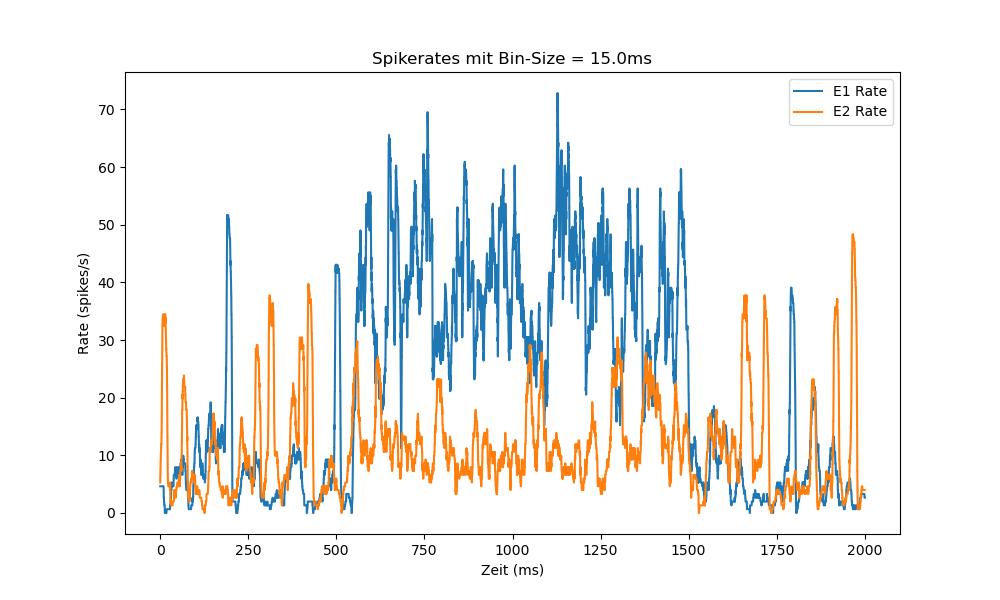 Spikerates mit Bin-Size = 15.0ms
E1 Rate
E2 Rate
70
60
50
40
30
20
10
0
Rate (spikes/s)
0 250 500 750 1000 1250 1500 1750 2000
Zeit (ms)